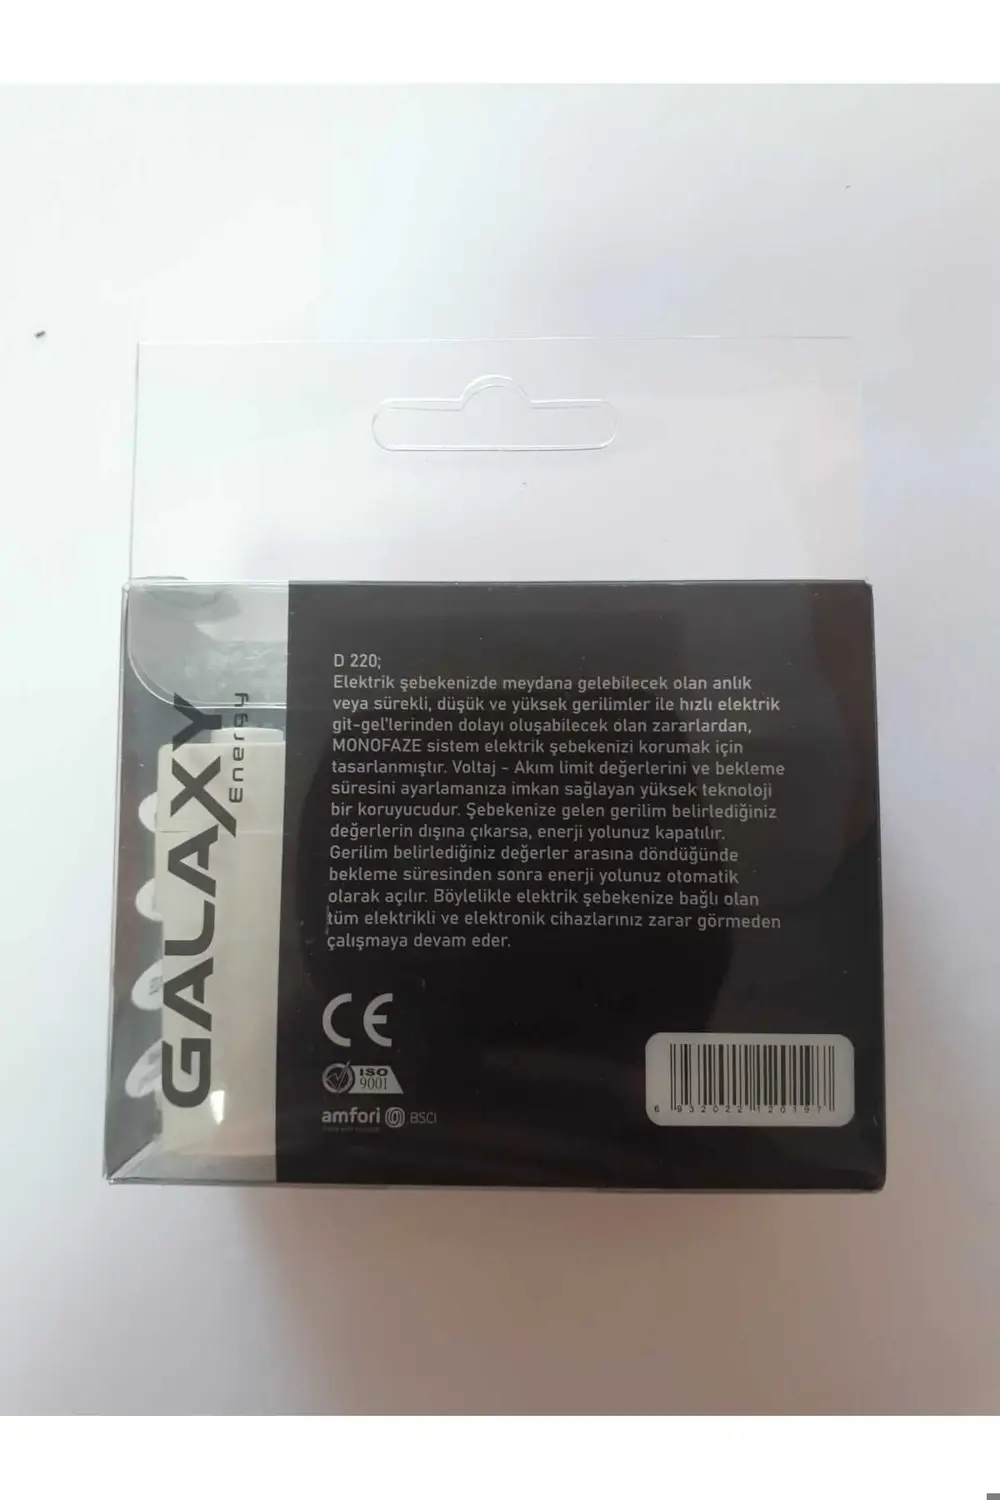 GALAXY
Energy
D 220;
Elektrik şebekenizde meydana gelebilecek olan anlık
veya sürekli, düşük ve yüksek gerilimler ile hızlı elektrik
git-gel'lerinden dolayı oluşabilecek olan zararlardan,
MONOFAZE sistem elektrik şebekenizi korumak için
tasarlanmıştır. Voltaj - Akım limit değerlerini ve bekleme
süresini ayarlamanıza imkan sağlayan yüksek teknoloji
bir koruyucudur. Şebekenize gelen gerilim belirlediğiniz
değerlerin dışına çıkarsa, enerji yolunuz kapatılır.
Gerilim belirlediğiniz değerler arasına döndüğünde
bekleme süresinden sonra enerji yolunuz otomatik
olarak açılır. Böylelikle elektrik şebekenize bağlı olan
tüm elektrikli ve elektronik cihazlarınız zarar görmeden
çalışmaya devam eder.
CE
ISO
9001
amfori BSCI
6 932022 120197